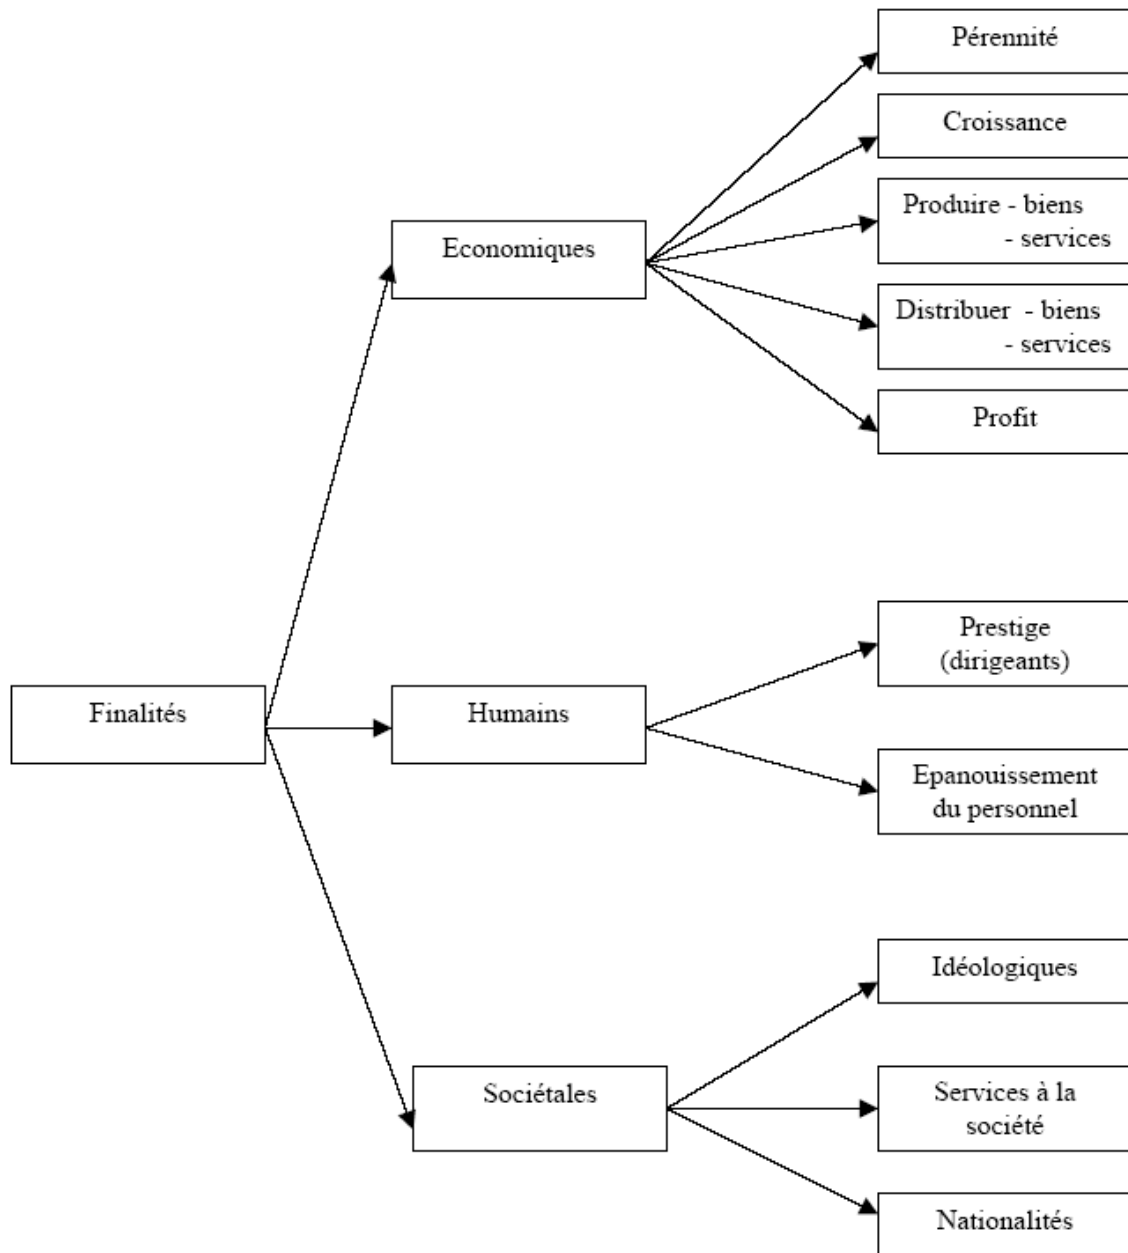 Pérennité
Croissance
Produire - biens
- services
Economiques
Distribuer - biens
- services
Profit
Prestige
(dirigeants)
Finalités
Humains
Epanouissement
du personnel
Idéologiques
Sociétales
Services à la
société
Nationalités